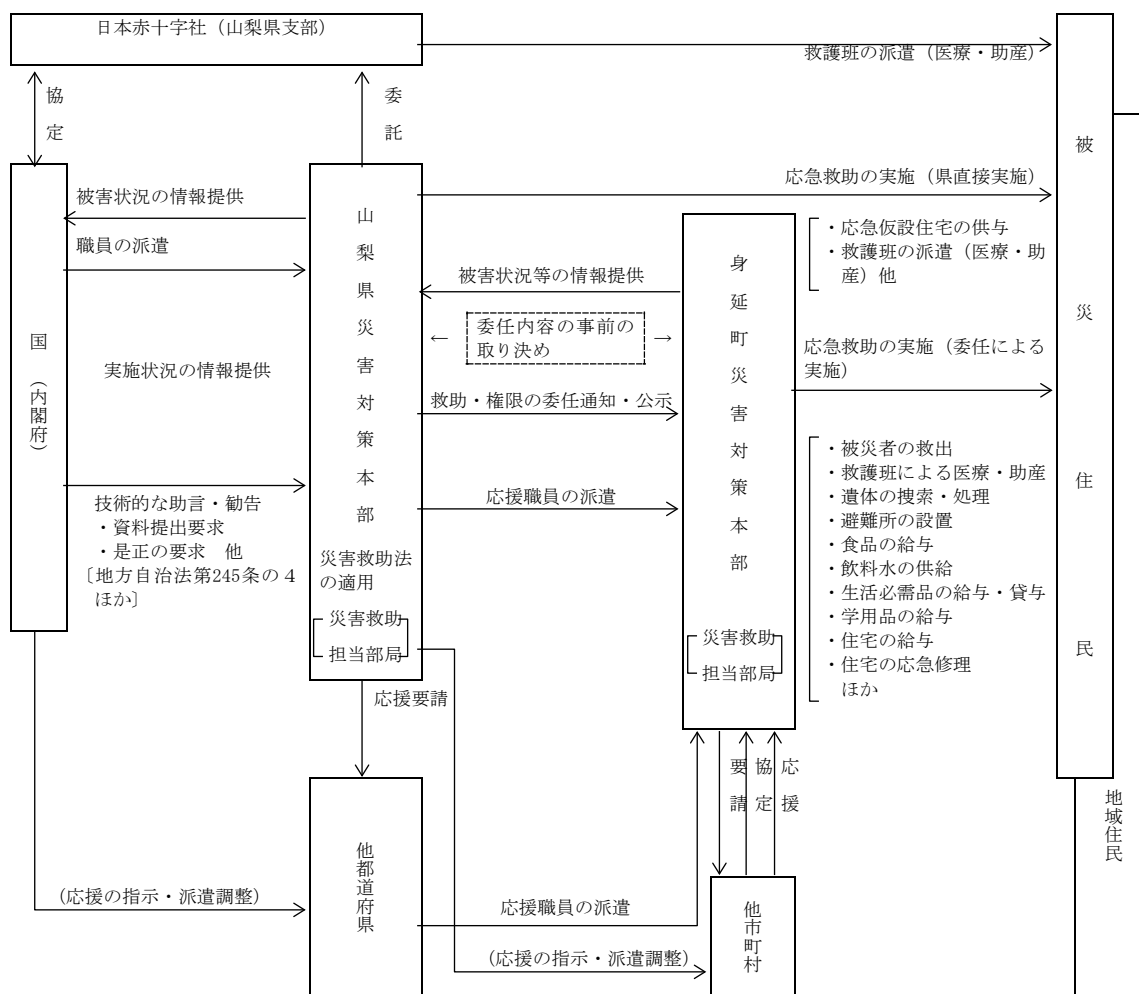 日本赤十字社（山梨県支部）
救護班の派遣（医療・助産）
協定
委託
被災住民
地域住民
国（内閣府）
被害状況の情報提供
職員の派遣
実施状況の情報提供
技術的な助言・勧告
・資料提出要求
・是正の要求　他
〔地方自治法第245条の４
ほか〕
山梨県災害対策本部
災害救助法
の適用
災害救助
担当部局
応急救助の実施（県直接実施）
・応急仮設住宅の供与
・救護班の派遣（医療・助
産）他
被害状況等の情報提供
← 委任内容の事前の →
取り決め
救助・権限の委任通知・公示
応援職員の派遣
身延町災害対策本部
災害救助
担当部局
応急救助の実施（委任による
実施）
・被災者の救出
・救護班による医療・助産
・遺体の捜索・処理
・避難所の設置
・食品の給与
・飲料水の供給
・生活必需品の給与・貸与
・学用品の給与
・住宅の給与
・住宅の応急修理
ほか
応援要請
要請
協定
応援
他都道府県
(応援の指示・派遣調整)
応援職員の派遣
(応援の指示・派遣調整)
他市町村